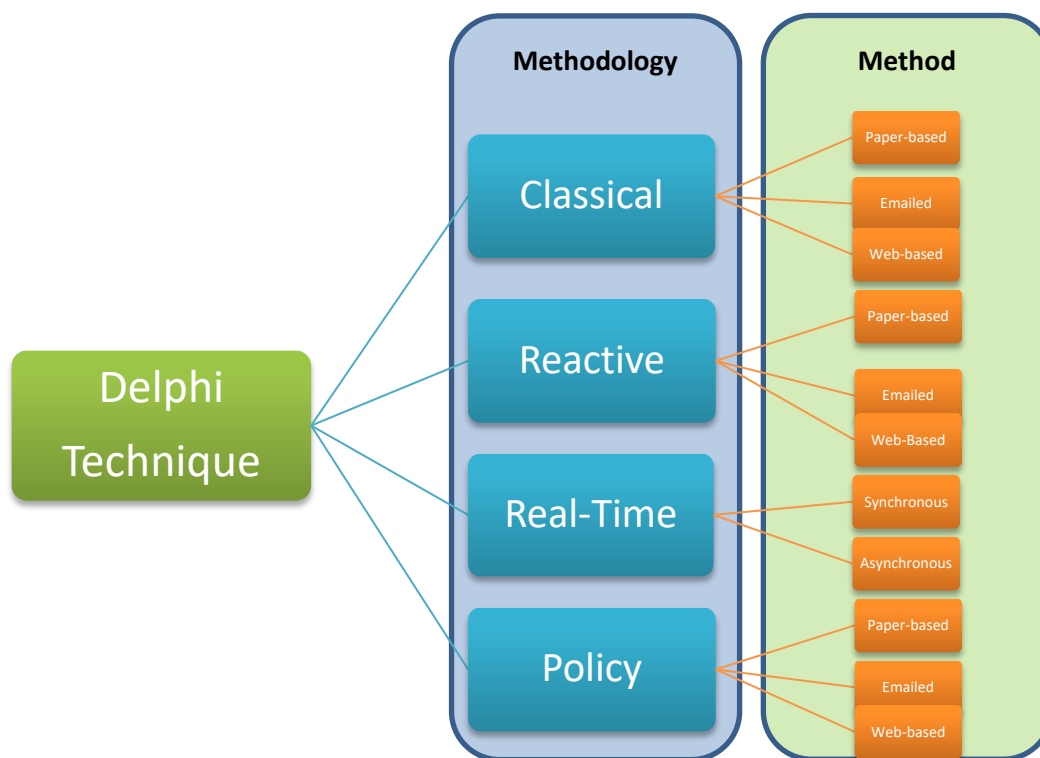 Methodology
Method
Delphi
Technique
Classical
Paper-based
Emailed
Web-based
Reactive
Paper-based
Emailed
Web-Based
Real-Time
Synchronous
Asynchronous
Policy
Paper-based
Emailed
Web-based